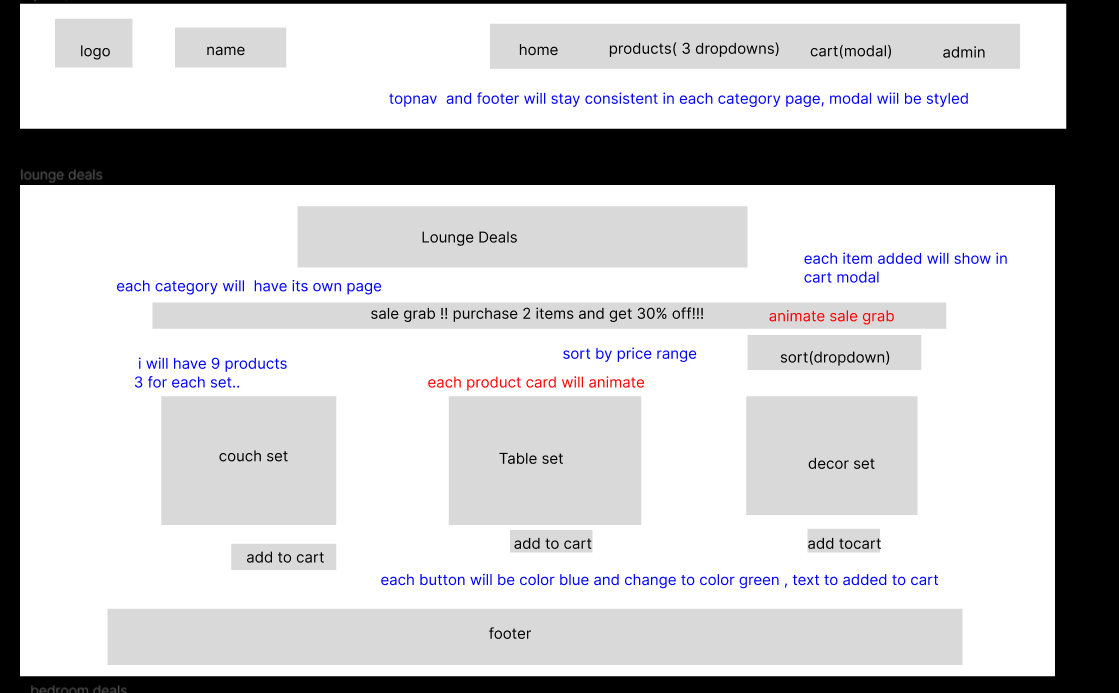 logo
name
home
products( 3 dropdowns)
cart(modal)
admin
topnav and footer will stay consistent in each category page, modal wiil be styled
lounge deals
Lounge Deals
each item added will show in
cart modal
each category will have its own page
sale grab !! purchase 2 items and get 30% off!!!
animate sale grab
sort(dropdown)
sort by price range
i will have 9 products
3 for each set..
each product card will animate
couch set
Table set
decor set
add to cart
add to cart
add tocart
each button will be color blue and change to color green , text to added to cart
footer
bedroom deals